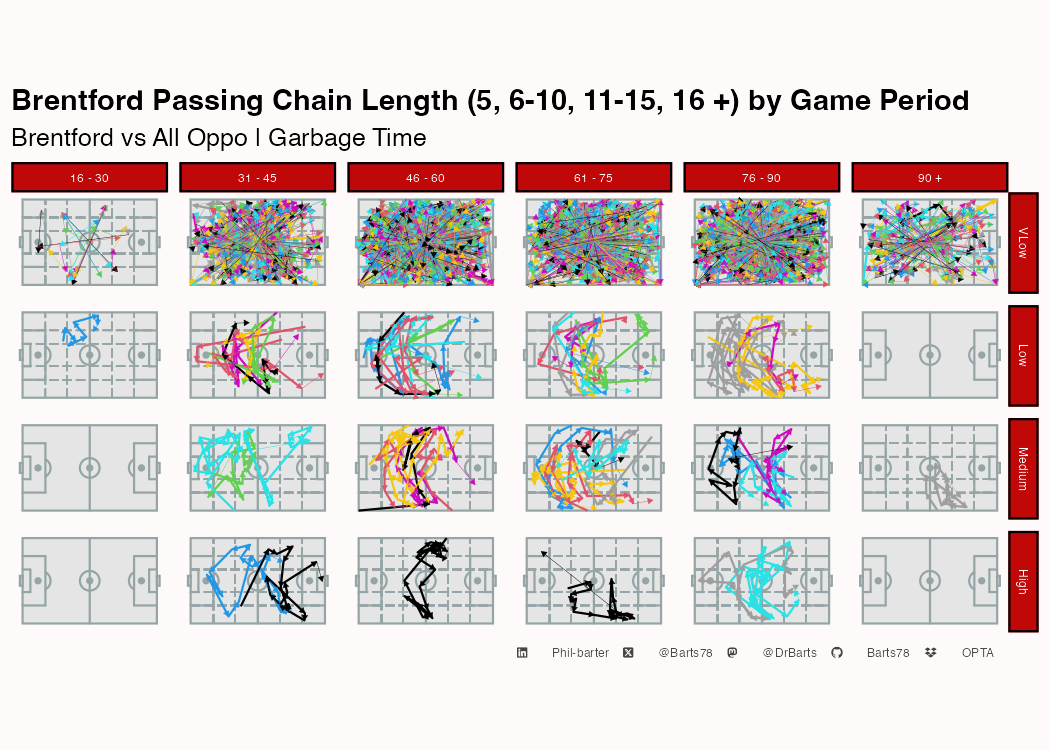 Brentford Passing Chain Length (5, 6-10, 11-15, 16 +) by Game Period
Brentford vs All Oppo | Garbage Time
16 - 30 31 - 45 46 - 60 61 - 75 76 - 90 90 +
VLow
Low
Medium
High
Phil-barter @Barts78 @DrBarts Barts78 OPTA